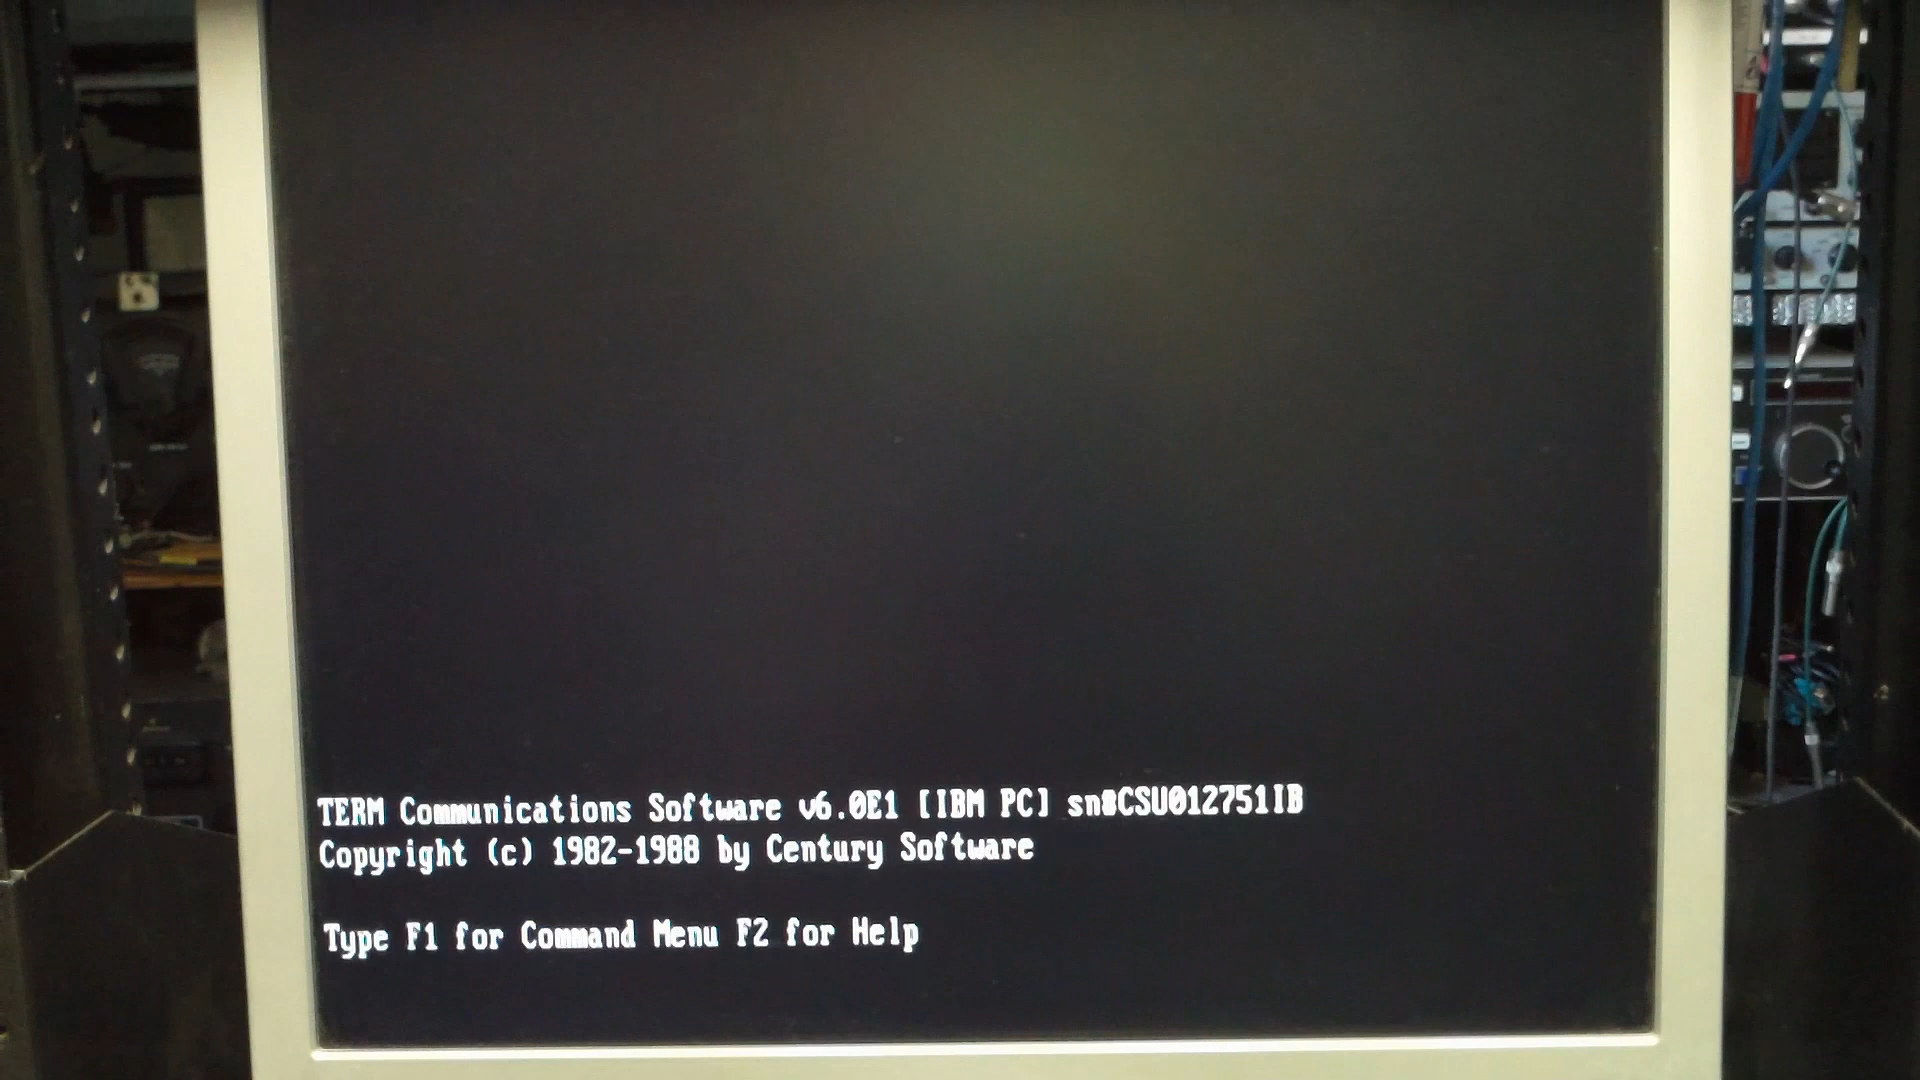 TERM Communications Software v6.0E1 [IBM PC] sn#CSU012751IB
Copyright (c) 1982-1988 by Century Software
Type F1 for Command Menu F2 for Help